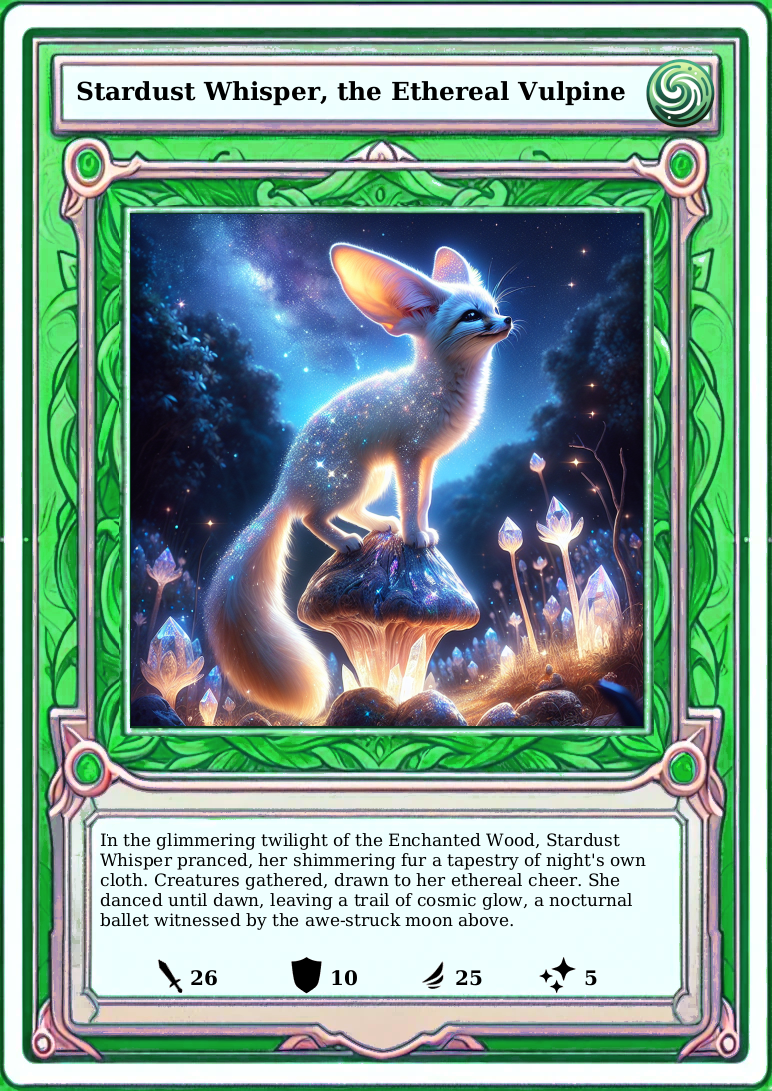 Stardust Whisper, the Ethereal Vulpine
In the glimmering twilight of the Enchanted Wood, Stardust
Whisper pranced, her shimmering fur a tapestry of night's own
cloth. Creatures gathered, drawn to her ethereal cheer. She
danced until dawn, leaving a trail of cosmic glow, a nocturnal
ballet witnessed by the awe-struck moon above.
26 10 25 5